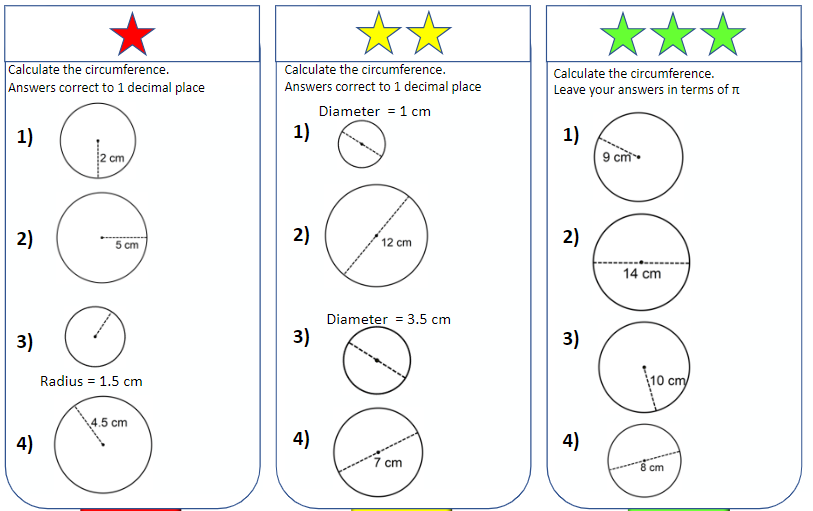 Calculate the circumference.
Answers correct to 1 decimal place
1)
2 cm
2)
5 cm
3)
Radius = 1.5 cm
4)
4.5 cm
Calculate the circumference.
Answers correct to 1 decimal place
Diameter = 1 cm
1)
2)
12 cm
Diameter = 3.5 cm
3)
4)
7 cm
Calculate the circumference.
Leave your answers in terms of π
1)
9 cm
2)
14 cm
3)
10 cm
4)
8 cm